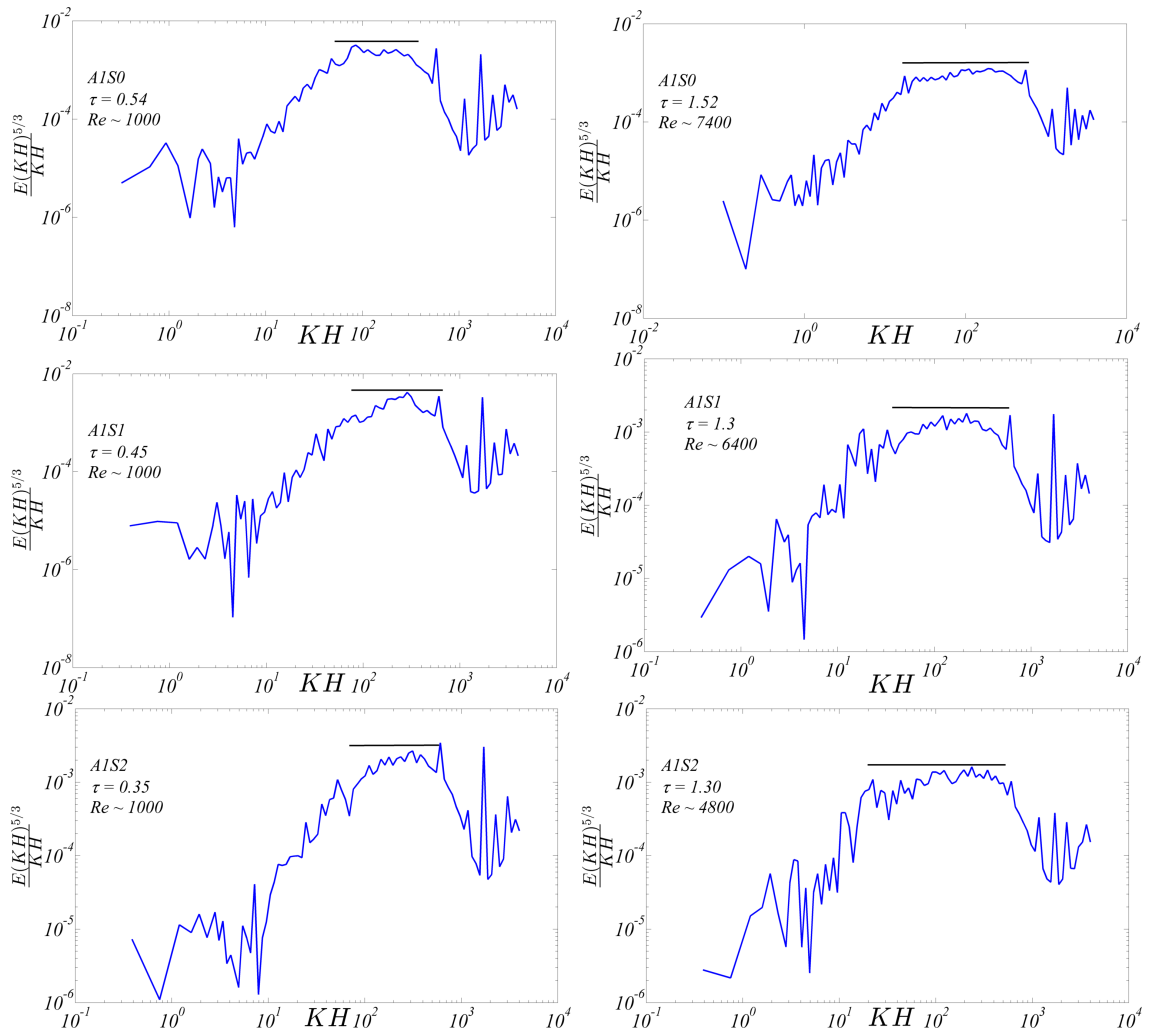 10^-2
A1S0
τ = 0.54
Re ~ 1000
10^-4
E(KH)^5/3
KH
10^-6
10^-8
10^-1 10^0 10^1 10^2 10^3 10^4
KH
10^-2
A1S0
τ = 1.52
Re ~ 7400
10^-4
E(KH)^5/3
KH
10^-6
10^-8
10^-2 10^0 10^2 10^4
KH
10^-2
A1S1
τ = 0.45
Re ~ 1000
10^-4
E(KH)^5/3
KH
10^-6
10^-8
10^-1 10^0 10^1 10^2 10^3 10^4
KH
10^-2
A1S1
τ = 1.3
Re ~ 6400
10^-3
10^-4
E(KH)^5/3
KH
10^-5
10^-6
10^-1 10^0 10^1 10^2 10^3 10^4
KH
10^-2
A1S2
τ = 0.35
Re ~ 1000
10^-3
10^-4
E(KH)^5/3
KH
10^-5
10^-6
10^-1 10^0 10^1 10^2 10^3 10^4
KH
10^-2
A1S2
τ = 1.30
Re ~ 4800
10^-3
10^-4
E(KH)^5/3
KH
10^-5
10^-6
10^-1 10^0 10^1 10^2 10^3 10^4
KH